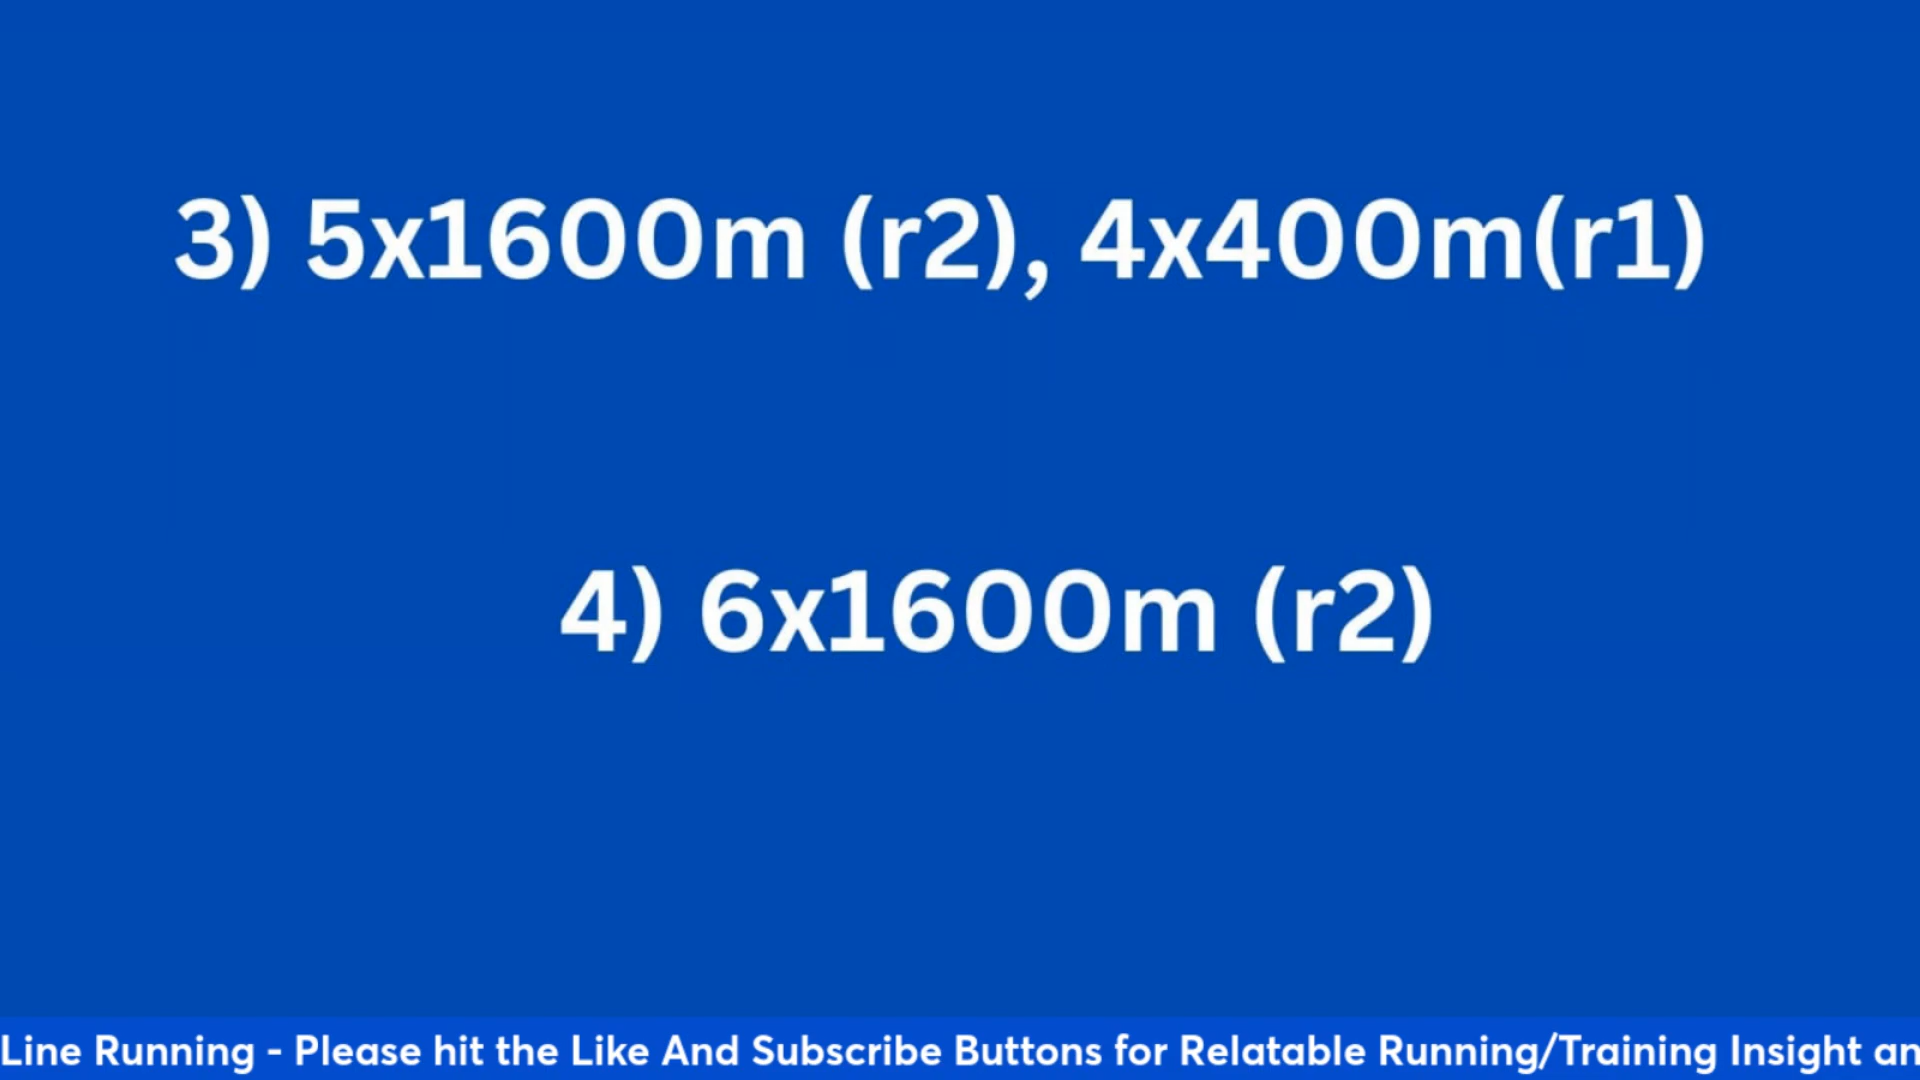 3) 5x1600m (r2), 4x400m(r1)
4) 6x1600m (r2)
Line Running - Please hit the Like And Subscribe Buttons for Relatable Running/Training Insight an